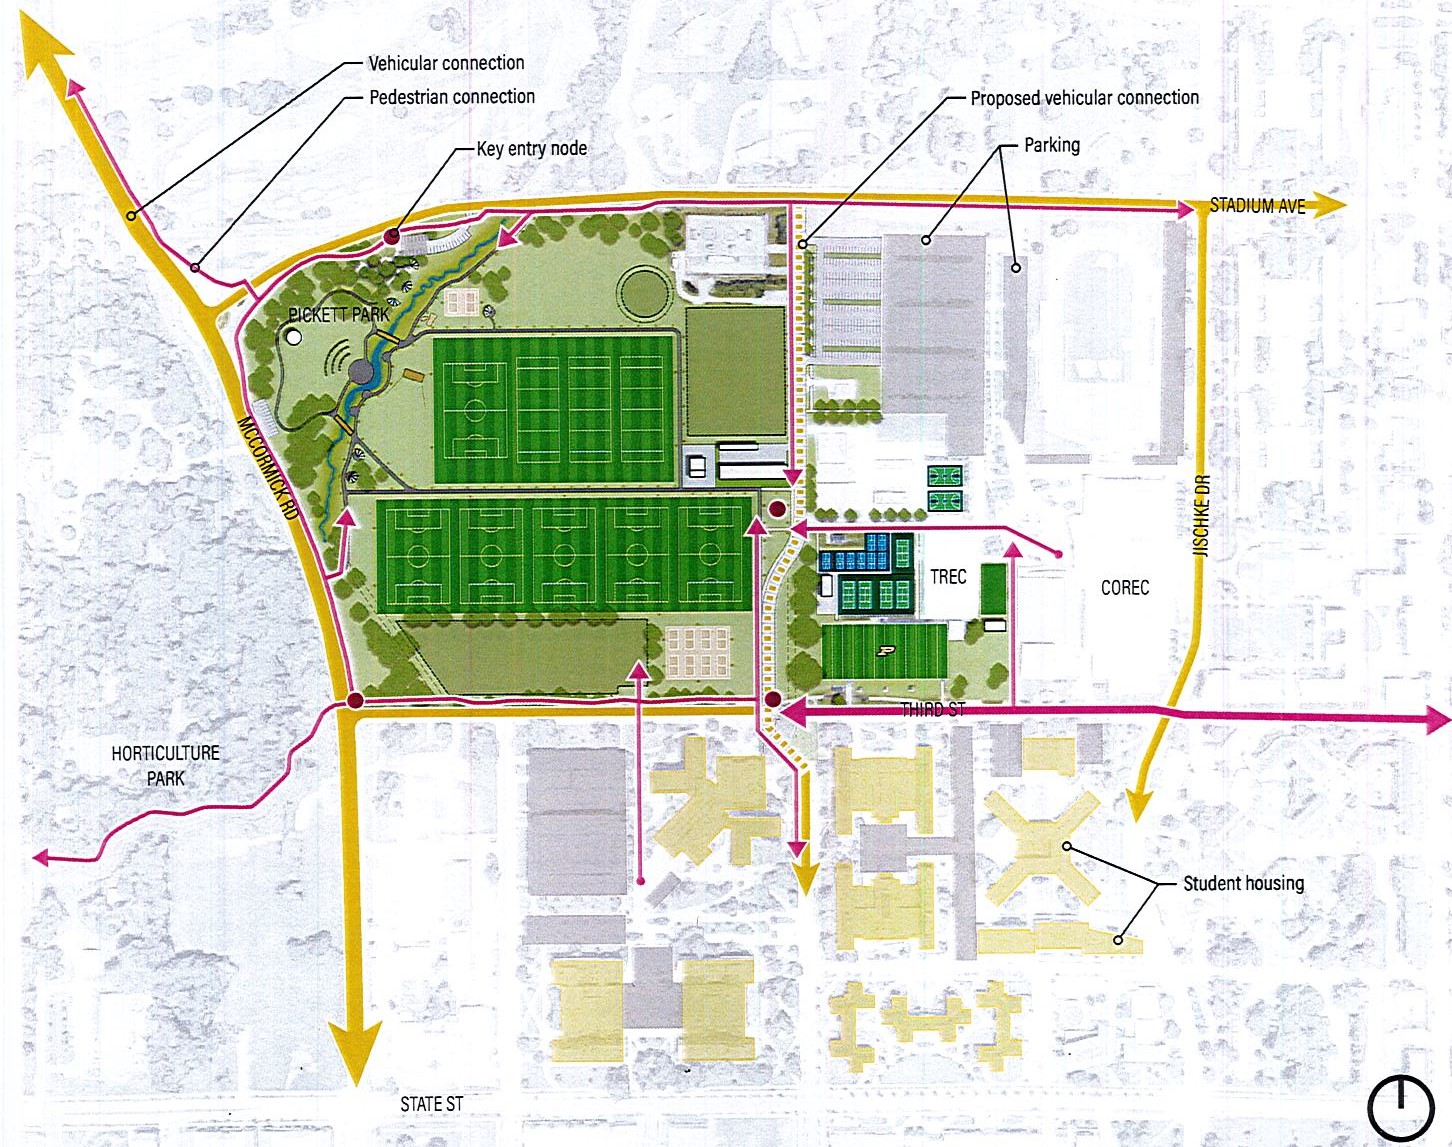 Vehicular connection
Pedestrian connection
Proposed vehicular connection
Key entry node
Parking
STADIUM AVE
PICKETT PARK
MCCORMICK RD
JISCHKE DR
TREC
COREC
P
THIRD ST
HORTICULTURE
PARK
Student housing
STATE ST